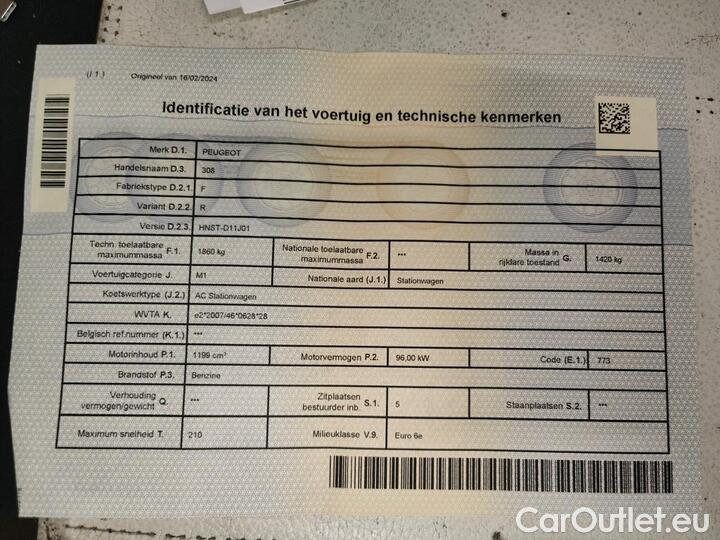 (I 1)
Origineel van 16/02/2024
Identificatie van het voertuig en technische kenmerken
Merk D.1. PEUGEOT
Handelsnaam D.3. 308
Fabriekstype D.2.1. F
Variant D.2.2. R
Versie D.2.3. HNST-D11J01
Techn. toelaatbare maximummassa F.1. 1860 kg Nationale toelaatbare maximummassa F.2. *** Massa in rijklare toestand G. 1420 kg
Voertuigcategorie J. M1 Nationale aard (J.1.) Stationwagen
Koetswerktype (J.2.) AC Stationwagen
WVTA K. e2*2007/46*0628*28
Belgisch ref.nummer (K.1.) ***
Motorinhoud P.1. 1199 cm³ Motorvermogen P.2. 96,00 kW Code (E.1.) 773
Brandstof P.3. Benzine
Verhouding vermogen/gewicht Q. *** Zitplaatsen bestuurder inb. S.1. 5 Staanplaatsen S.2. ***
Maximum snelheid T. 210 Milieuklasse V.9. Euro 6e
CarOutlet.eu